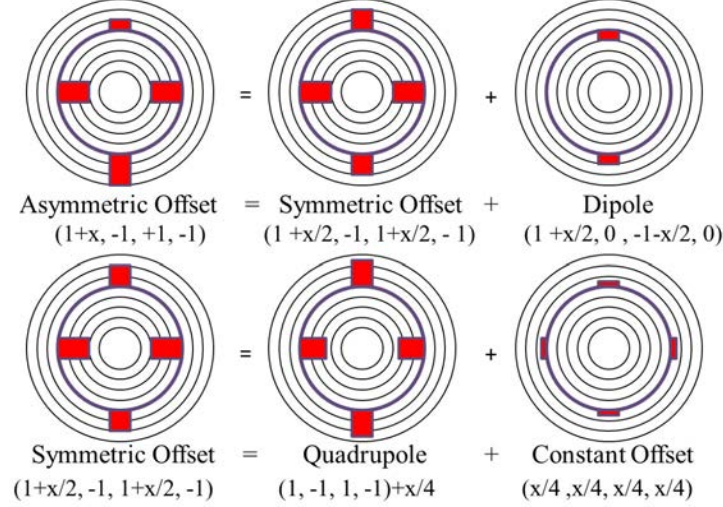 = +
Asymmetric Offset = Symmetric Offset + Dipole
(1+x, -1, +1, -1) (1 +x/2, -1, 1+x/2, - 1) (1 +x/2, 0 , -1-x/2, 0)
= +
Symmetric Offset = Quadrupole + Constant Offset
(1+x/2, -1, 1+x/2, -1) (1, -1, 1, -1)+x/4 (x/4 ,x/4, x/4, x/4)